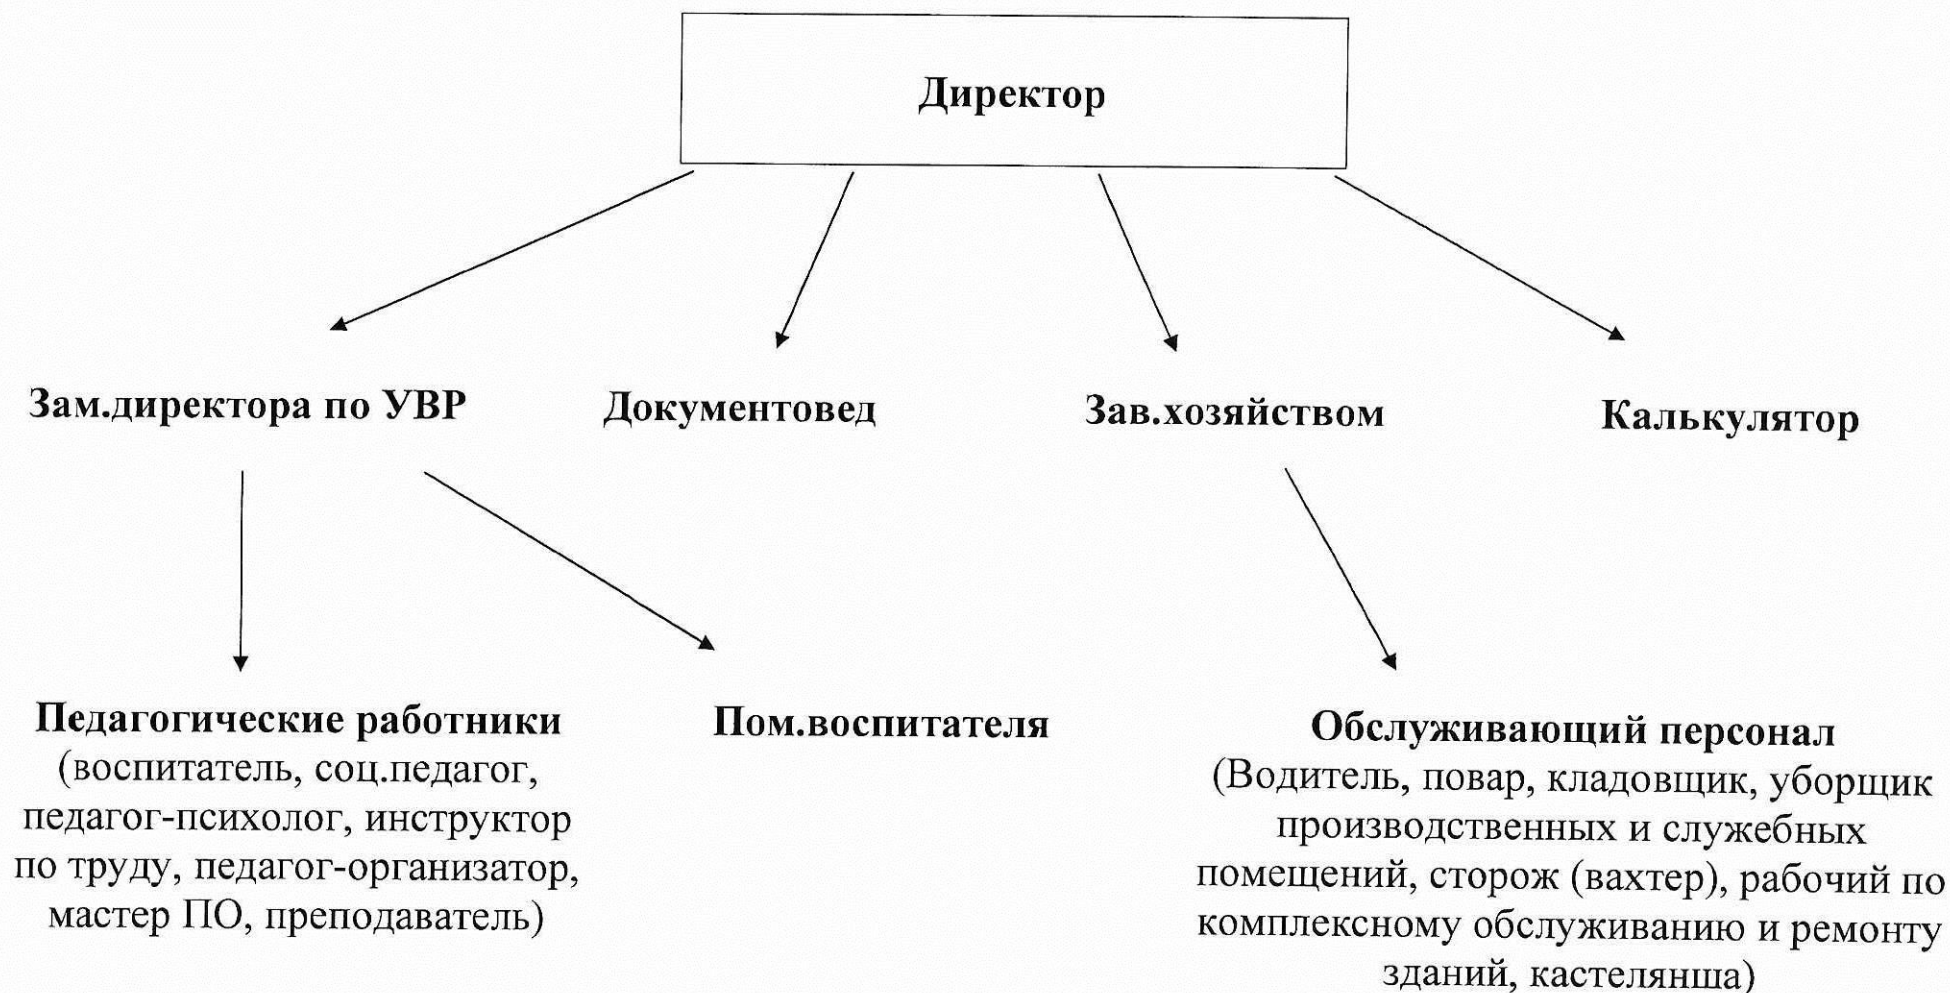 Директор
Зам.директора по УВР
Документовед
Зав.хозяйством
Калькулятор
Педагогические работники
(воспитатель, соц.педагог,
педагог-психолог, инструктор
по труду, педагог-организатор,
мастер ПО, преподаватель)
Пом.воспитателя
Обслуживающий персонал
(Водитель, повар, кладовщик, уборщик
производственных и служебных
помещений, сторож (вахтер), рабочий по
комплексному обслуживанию и ремонту
зданий, кастелянша)